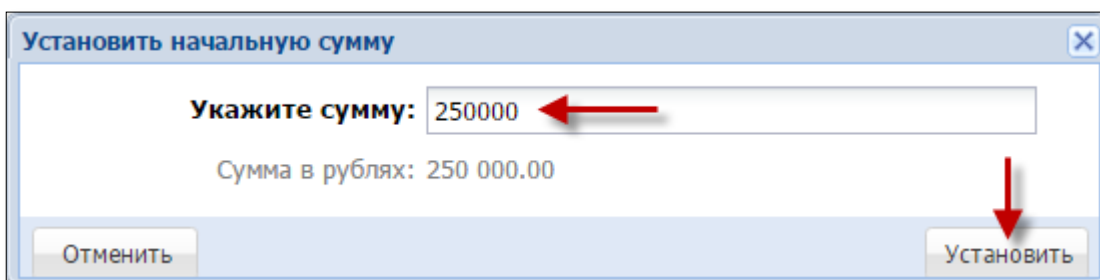 Установить начальную сумму
Укажите сумму: 250000
Сумма в рублях: 250 000.00
Отменить Установить